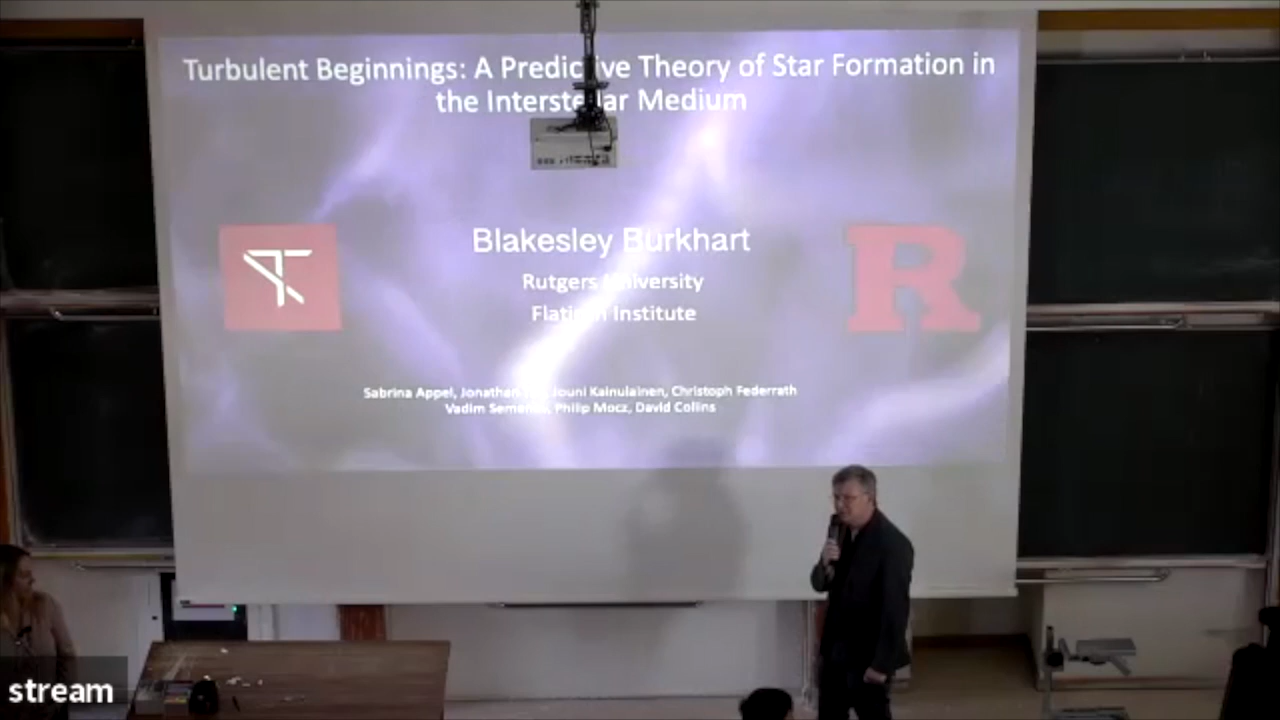 Turbulent Beginnings: A Predictive Theory of Star Formation in
the Interstellar Medium
Blakesley Burkhart
Rutgers University
Flatiron Institute
R
Sabrina Appel, Jonathan Jouni Kainulainen, Christoph Federrath
Vadim Philip Mocz, David Collins
stream